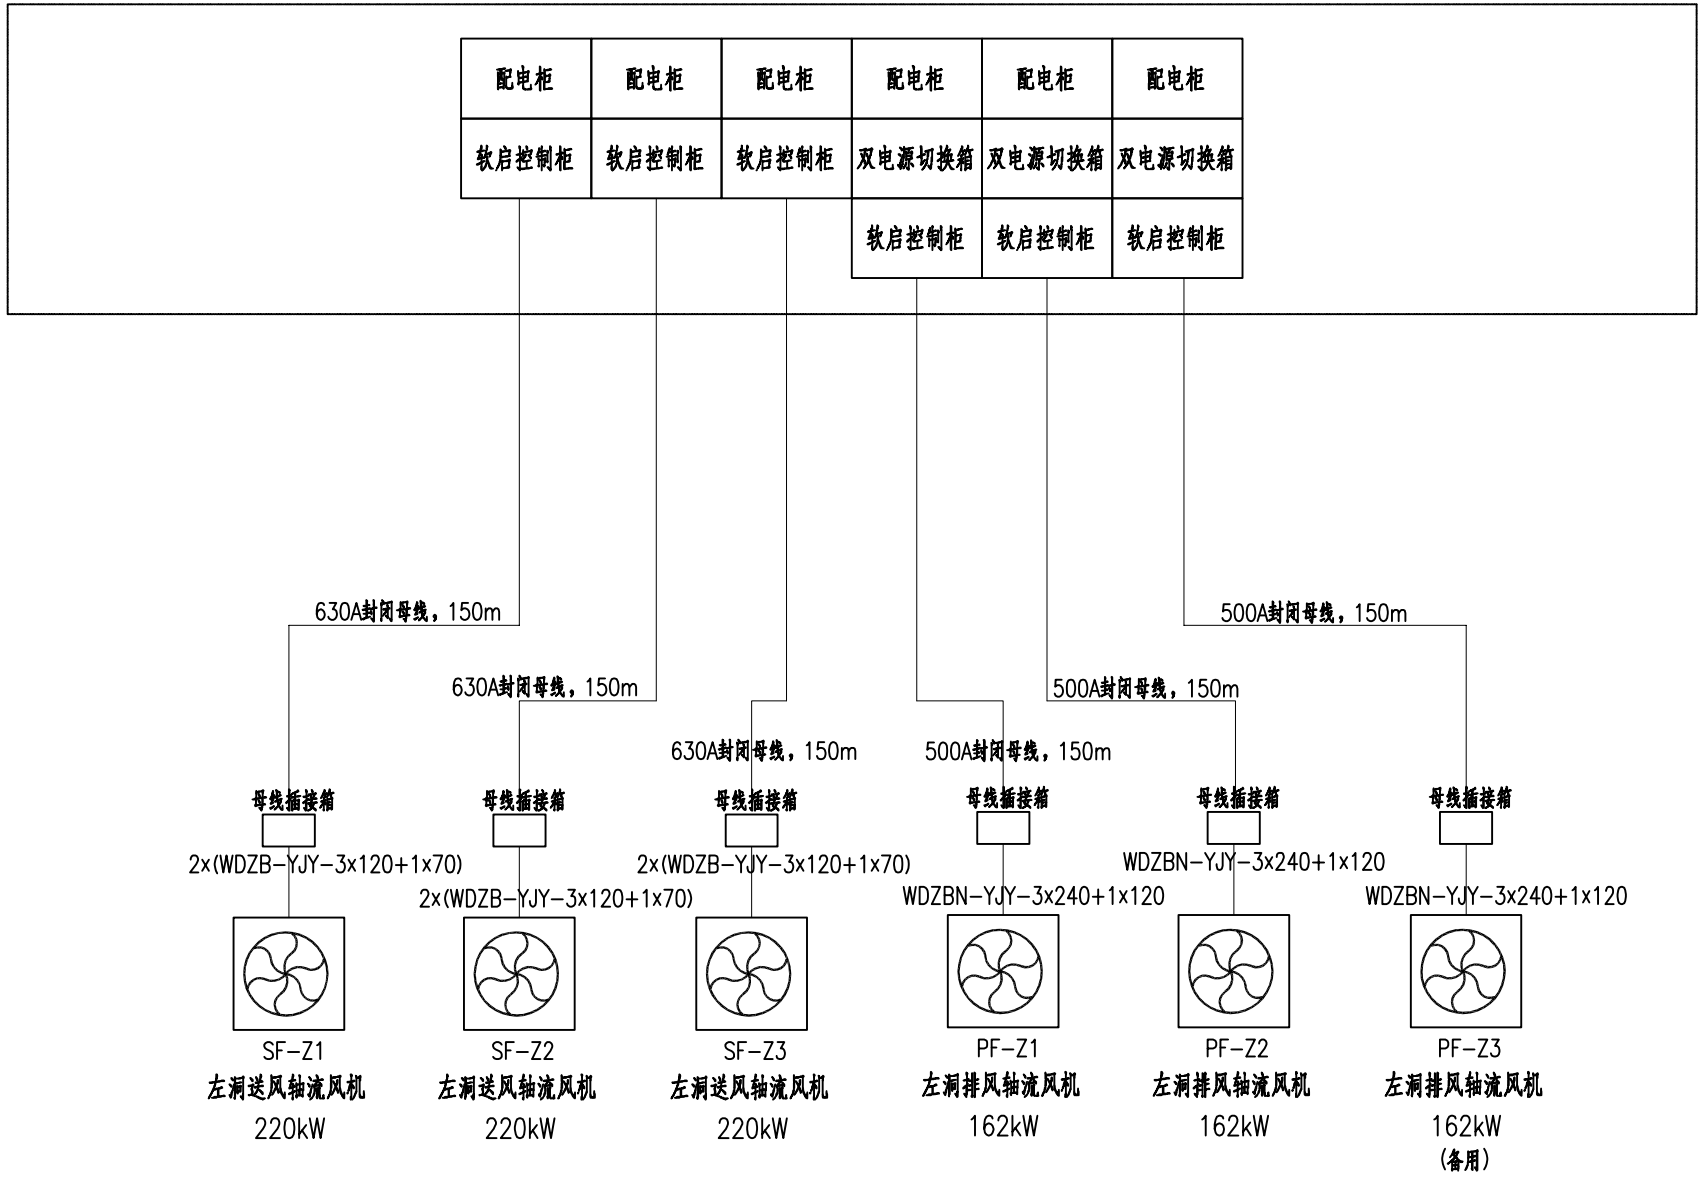 配电柜 配电柜 配电柜 配电柜 配电柜 配电柜
软启控制柜 软启控制柜 软启控制柜 双电源切换箱 双电源切换箱 双电源切换箱
软启控制柜 软启控制柜 软启控制柜
630A封闭母线，150m 500A封闭母线，150m
630A封闭母线，150m 500A封闭母线，150m
630A封闭母线，150m 500A封闭母线，150m
母线插接箱 母线插接箱 母线插接箱 母线插接箱 母线插接箱 母线插接箱
2x(WDZB-YJY-3x120+1x70) 2x(WDZB-YJY-3x120+1x70) WDZBN-YJY-3x240+1x120
2x(WDZB-YJY-3x120+1x70) WDZBN-YJY-3x240+1x120 WDZBN-YJY-3x240+1x120
SF-Z1 SF-Z2 SF-Z3 PF-Z1 PF-Z2 PF-Z3
左洞送风轴流风机 左洞送风轴流风机 左洞送风轴流风机 左洞排风轴流风机 左洞排风轴流风机 左洞排风轴流风机
220kW 220kW 220kW 162kW 162kW 162kW
(备用)